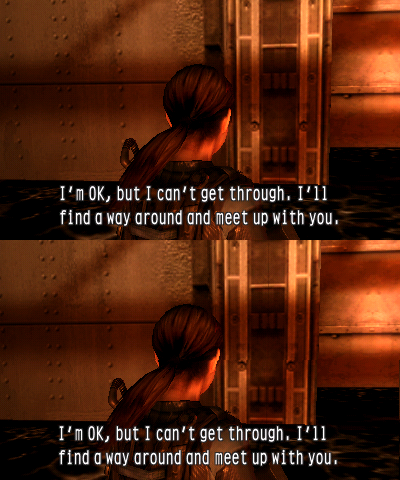 I'm OK, but I can't get through. I'll
find a way around and meet up with you.
I'm OK, but I can't get through. I'll
find a way around and meet up with you.